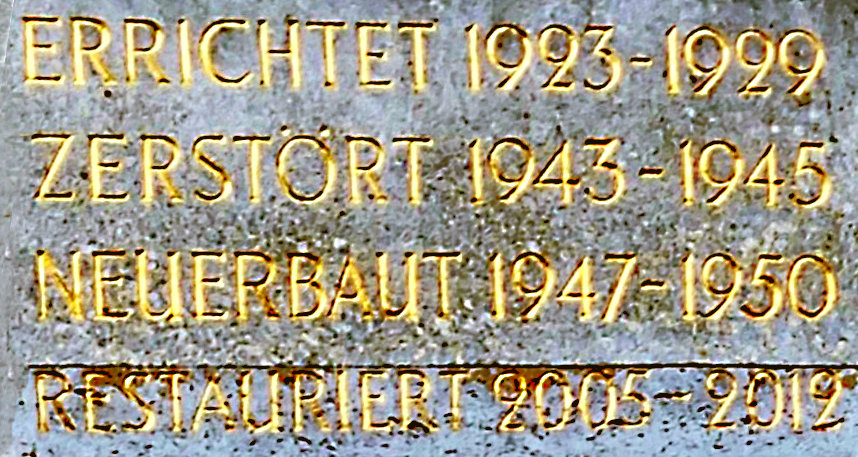 ERRICHTET 1923-1929
ZERSTÖRT 1943-1945
NEUERBAUT 1947-1950
RESTAURIERT 2005-2012